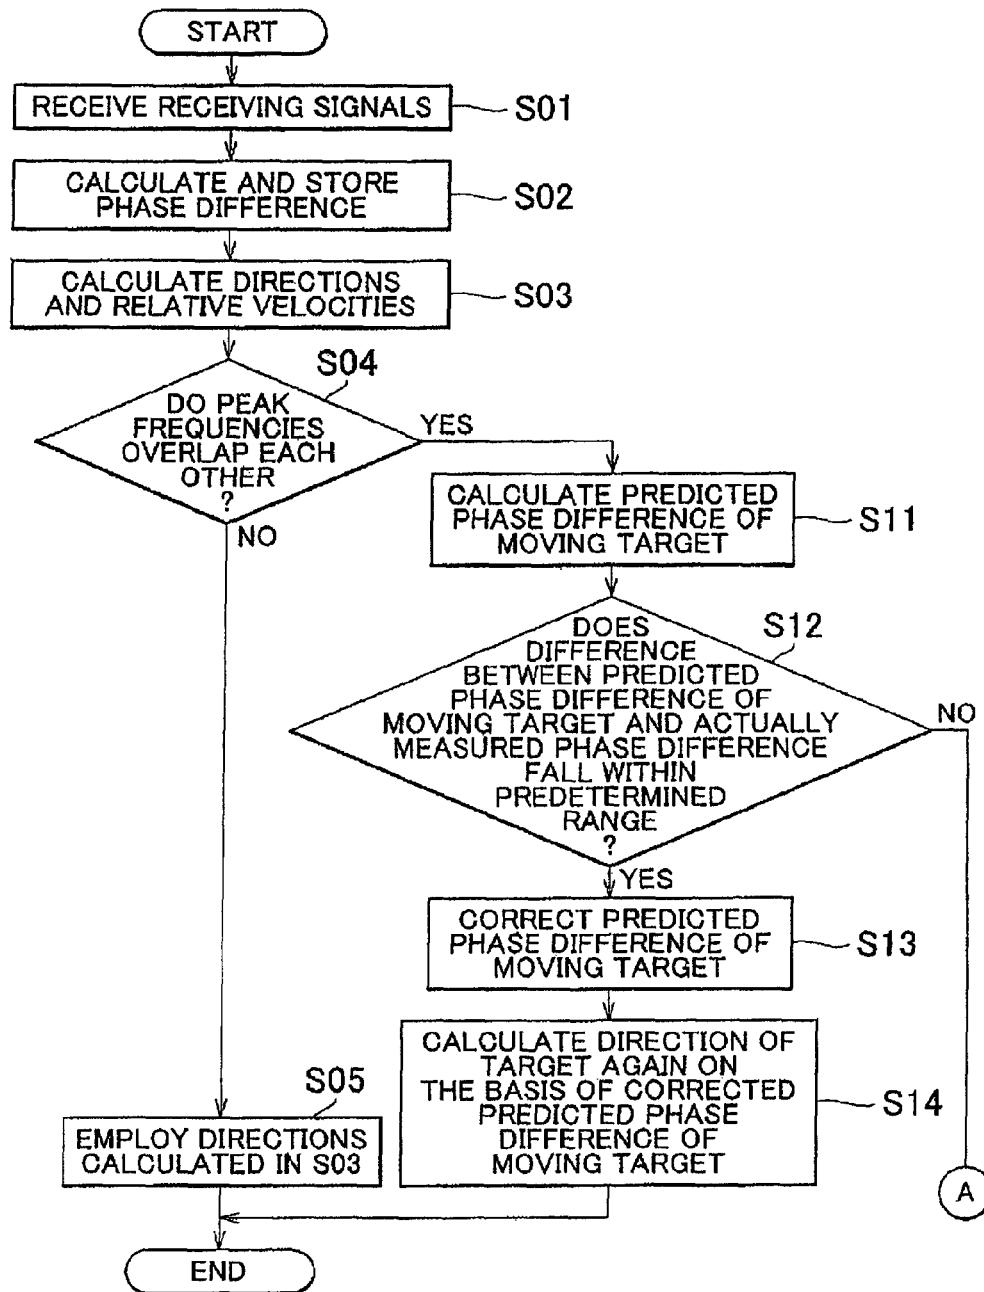 START
RECEIVE RECEIVING SIGNALS
S01
CALCULATE AND STORE
PHASE DIFFERENCE
S02
CALCULATE DIRECTIONS
AND RELATIVE VELOCITIES
S03
S04
DO PEAK
FREQUENCIES
OVERLAP EACH
OTHER
?
YES
NO
CALCULATE PREDICTED
PHASE DIFFERENCE OF
MOVING TARGET
S11
S12
DOES
DIFFERENCE
BETWEEN PREDICTED
PHASE DIFFERENCE OF
MOVING TARGET AND ACTUALLY
MEASURED PHASE DIFFERENCE
FALL WITHIN
PREDETERMINED
RANGE
?
NO
YES
CORRECT PREDICTED
PHASE DIFFERENCE OF
MOVING TARGET
S13
CALCULATE DIRECTION OF
TARGET AGAIN ON
THE BASIS OF CORRECTED
PREDICTED PHASE
DIFFERENCE OF
MOVING TARGET
S14
S05
EMPLOY DIRECTIONS
CALCULATED IN S03
A
END